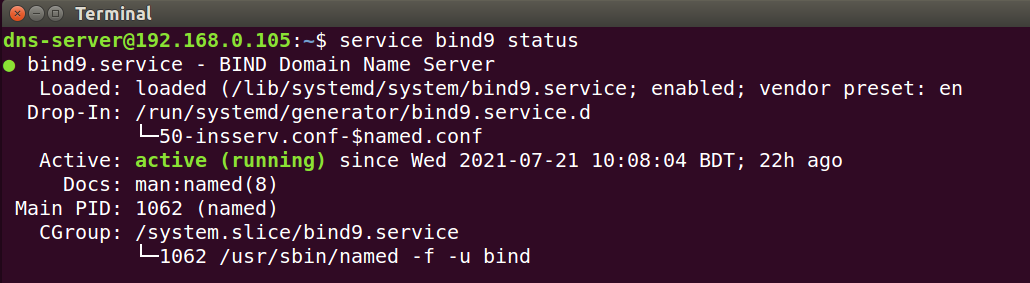 Terminal
dns-server@192.168.0.105:~$ service bind9 status
● bind9.service - BIND Domain Name Server
   Loaded: loaded (/lib/systemd/system/bind9.service; enabled; vendor preset: en
  Drop-In: /run/systemd/generator/bind9.service.d
           └─50-insserv.conf-$named.conf
   Active: active (running) since Wed 2021-07-21 10:08:04 BDT; 22h ago
     Docs: man:named(8)
 Main PID: 1062 (named)
   CGroup: /system.slice/bind9.service
           └─1062 /usr/sbin/named -f -u bind